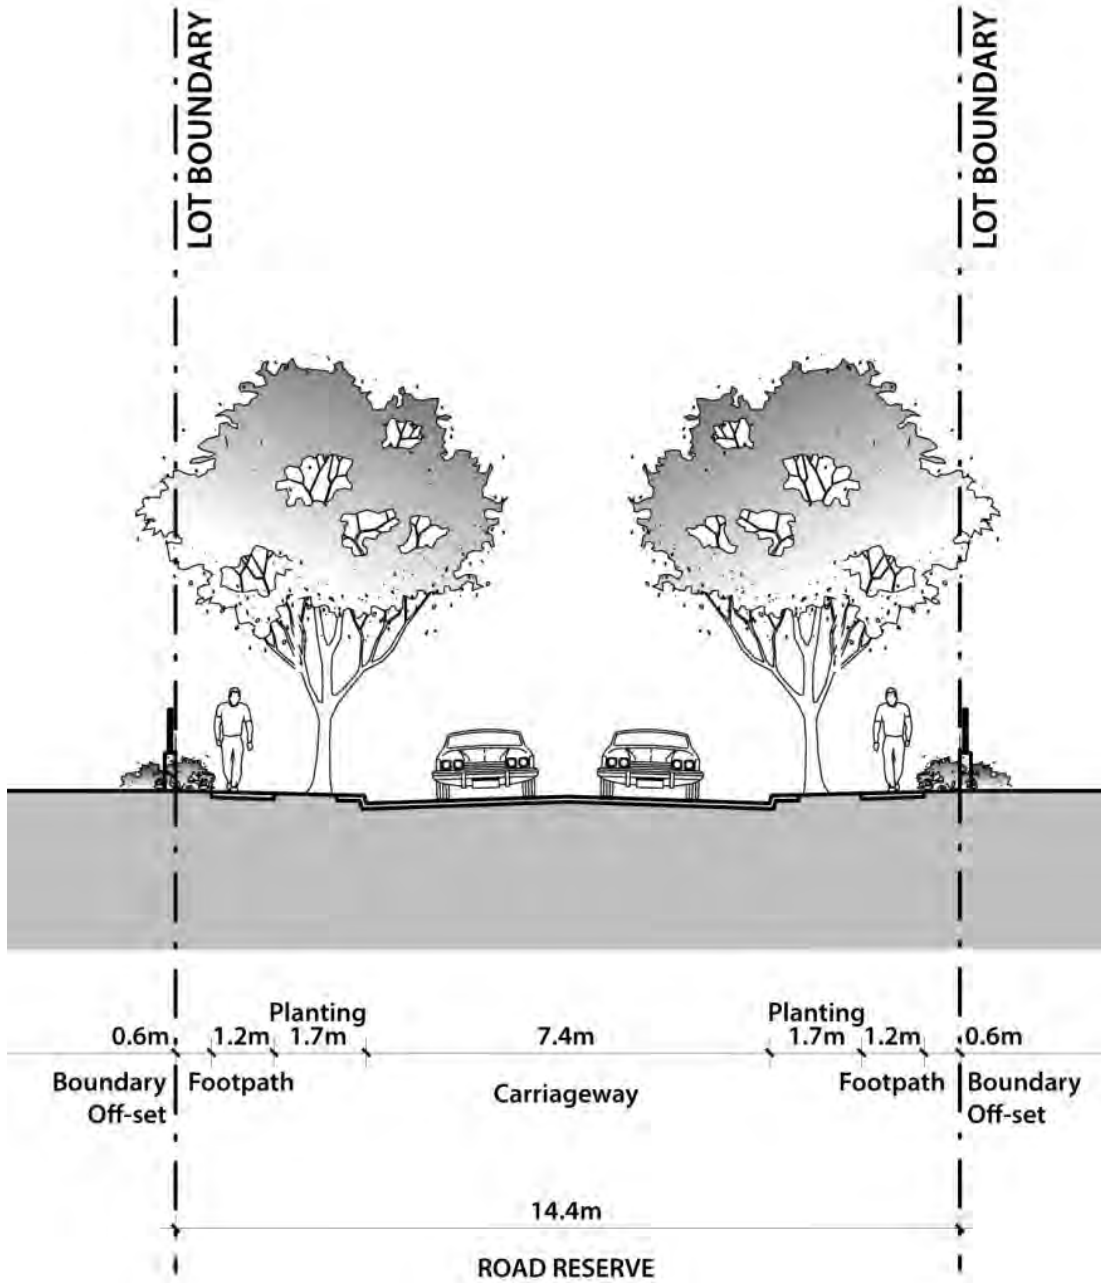 LOT BOUNDARY
LOT BOUNDARY
Planting
Planting
0.6m 1.2m 1.7m 7.4m 1.7m 1.2m 0.6m
Boundary Footpath Carriageway Footpath Boundary
Off-set Off-set
14.4m
ROAD RESERVE